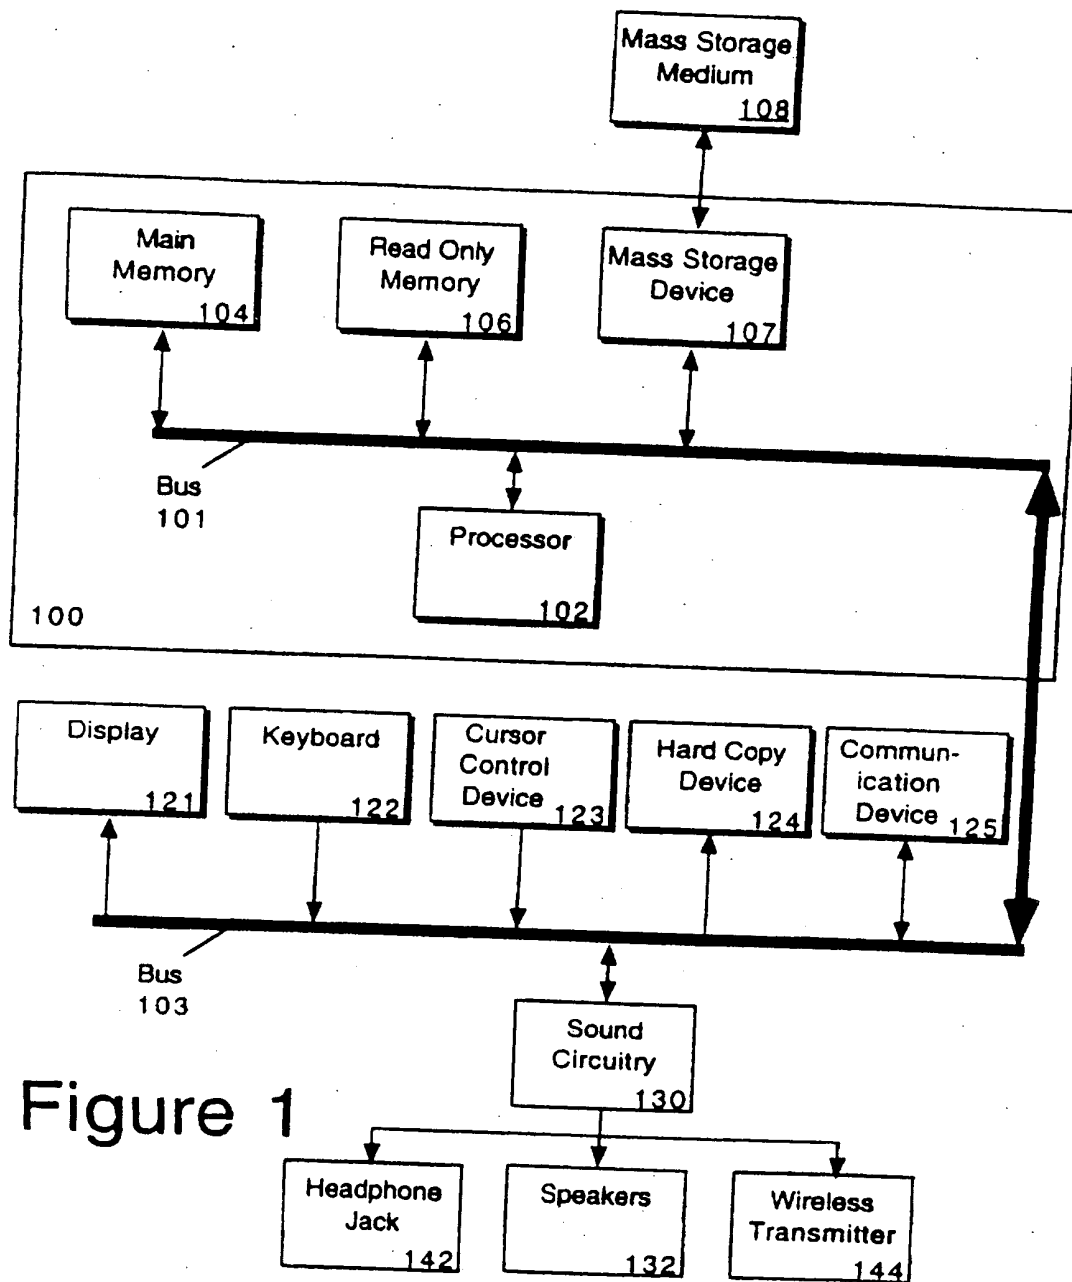 Mass Storage
Medium
108
Main
Memory
104
Read Only
Memory
106
Mass Storage
Device
107
Bus
101
Processor
102
100
Display
121
Keyboard
122
Cursor
Control
Device
123
Hard Copy
Device
124
Commun-
ication
Device
125
Bus
103
Sound
Circuitry
130
Figure 1
Headphone
Jack
142
Speakers
132
Wireless
Transmitter
144